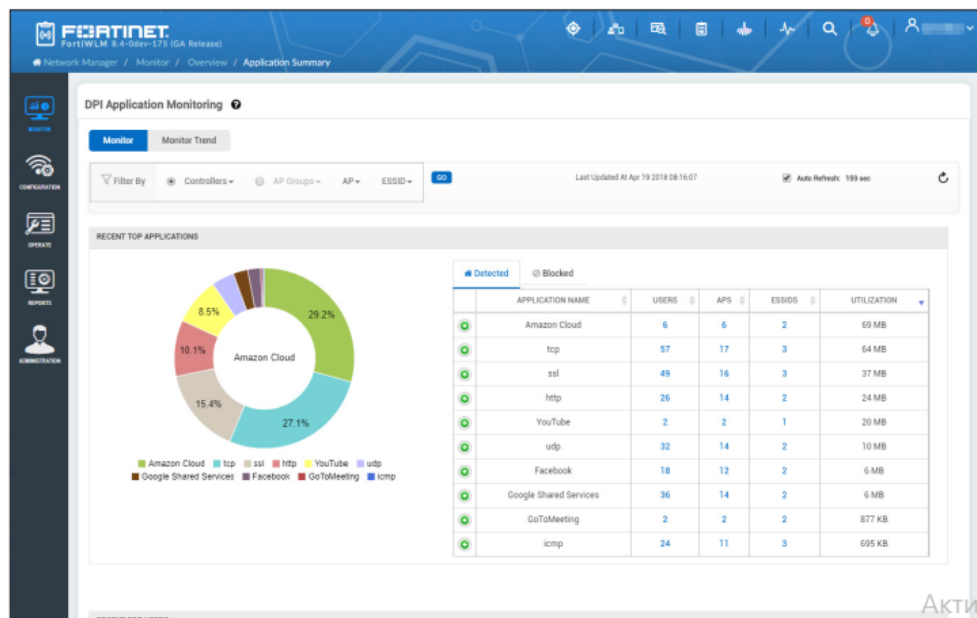 FORTINET
FortiWLM 8.4-0dev-175 (GA Release)
0
Network Manager / Monitor / Overview / Application Summary
MONITOR
CONFIGURATION
OPERATE
REPORTS
ADMINISTRATION
DPI Application Monitoring ?
Monitor Monitor Trend
Filter By Controllers AP Groups AP ESSID GO Last Updated At Apr 19 2018 08:16:07 Auto Refresh: 159 sec
RECENT TOP APPLICATIONS
29.2%
27.1%
15.4%
10.1%
8.5%
Amazon Cloud
Amazon Cloud tcp ssl http YouTube udp
Google Shared Services Facebook GoToMeeting icmp
Detected Blocked
APPLICATION NAME USERS APS ESSIDS UTILIZATION
Amazon Cloud 6 6 2 69 MB
tcp 57 17 3 64 MB
ssl 49 16 3 37 MB
http 26 14 2 24 MB
YouTube 2 2 1 20 MB
udp 32 14 2 10 MB
Facebook 18 12 2 6 MB
Google Shared Services 36 14 2 6 MB
GoToMeeting 2 2 2 877 KB
icmp 24 11 3 695 KB
Акти